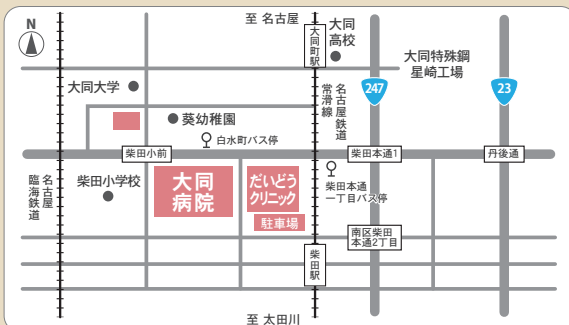 N
至 名古屋
大同町駅
大同
高校
大同特殊鋼
星崎工場
大同大学
247
23
名古屋鉄道
常滑線
葵幼稚園
白水町バス停
柴田小前
柴田本通1
丹後通
名古屋
臨海鉄道
柴田小学校
大同
病院
だいどう
クリニック
駐車場
柴田本通
一丁目バス停
南区柴田
本通2丁目
柴田駅
至 太田川